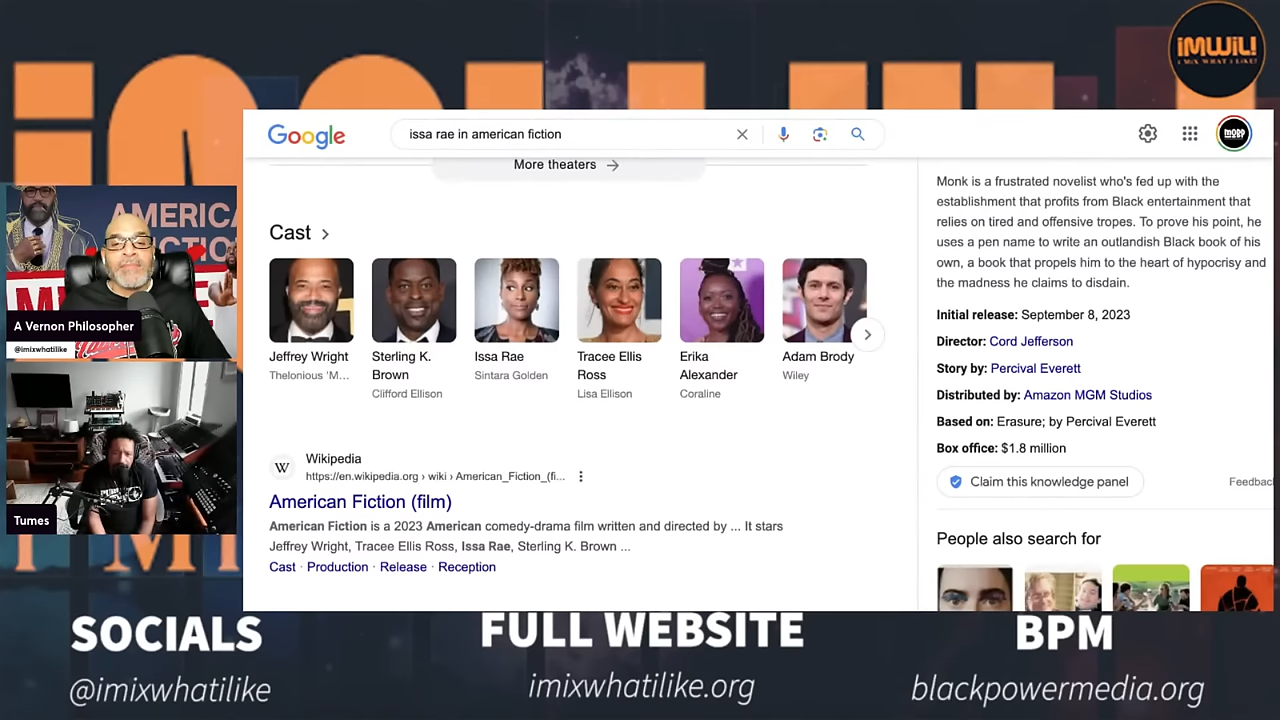 iMWiL!
I MiX WHAT I LiKE!
Google
issa rae in american fiction
MOBP
More theaters
Cast
Jeffrey Wright
Thelonious 'M...
Sterling K.
Brown
Clifford Ellison
Issa Rae
Sintara Golden
Tracee Ellis
Ross
Lisa Ellison
Erika
Alexander
Coraline
Adam Brody
Wiley
W
Wikipedia
https://en.wikipedia.org › wiki › American_Fiction_(fi...
American Fiction (film)
American Fiction is a 2023 American comedy-drama film written and directed by ... It stars
Jeffrey Wright, Tracee Ellis Ross, Issa Rae, Sterling K. Brown ...
Cast · Production · Release · Reception
Monk is a frustrated novelist who's fed up with the
establishment that profits from Black entertainment that
relies on tired and offensive tropes. To prove his point, he
uses a pen name to write an outlandish Black book of his
own, a book that propels him to the heart of hypocrisy and
the madness he claims to disdain.
Initial release: September 8, 2023
Director: Cord Jefferson
Story by: Percival Everett
Distributed by: Amazon MGM Studios
Based on: Erasure; by Percival Everett
Box office: $1.8 million
Claim this knowledge panel
Feedbac
People also search for
AMERICA
A Vernon Philosopher
@imixwhatilike
Tumes
SOCIALS
@imixwhatilike
FULL WEBSITE
imixwhatilike.org
BPM
blackpowermedia.org